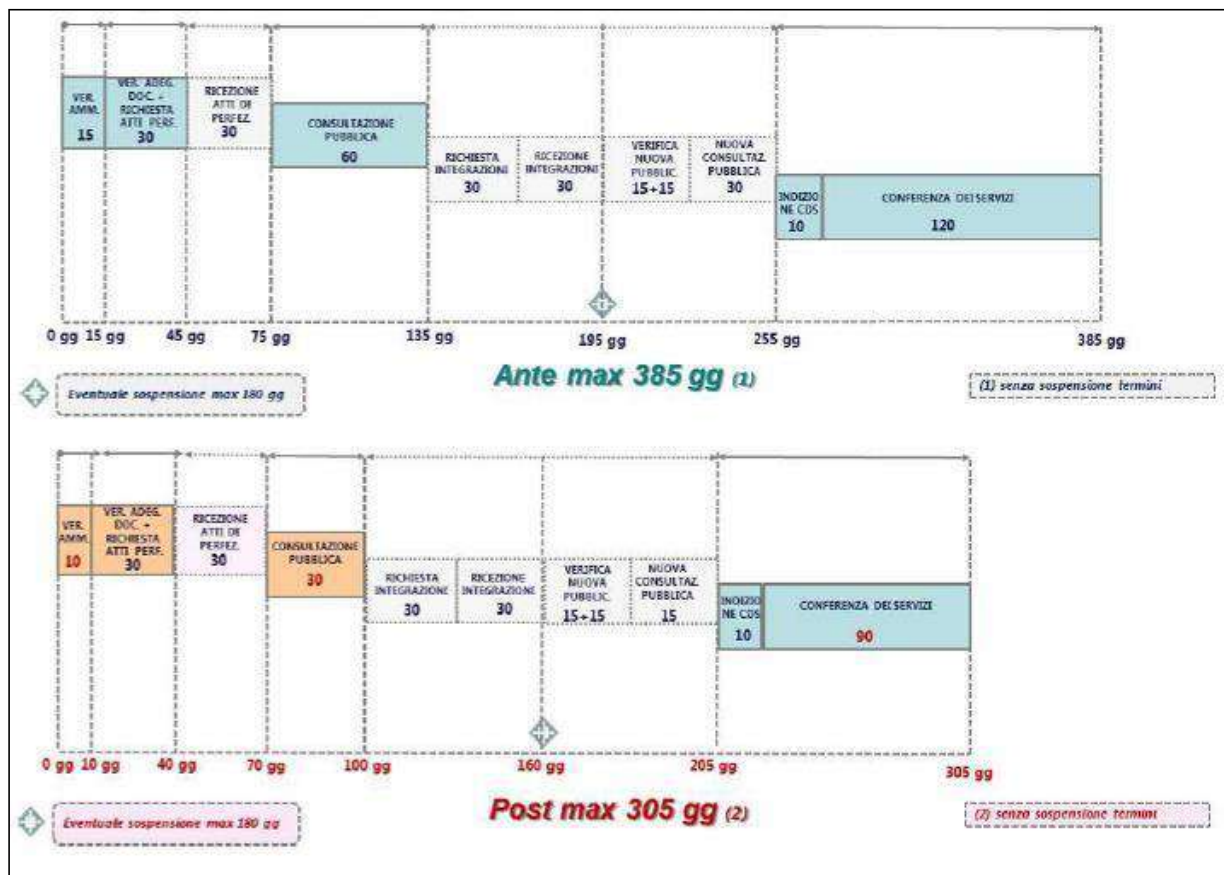 VER.
AMM.
15
VER. ADEG.
DOC. +
RICHIESTA
ATTI PERF.
30
RICEZIONE
ATTI DI
PERFEZ.
30
CONSULTAZIONE
PUBBLICA
60
RICHIESTA
INTEGRAZIONI
30
RICEZIONE
INTEGRAZIONI
30
VERIFICA
NUOVA
PUBBLIC.
15+15
NUOVA
CONSULTAZ.
PUBBLICA
30
INDIZIO
NE CDS
10
CONFERENZA DEI SERVIZI
120
0 gg 15 gg 45 gg 75 gg 135 gg 195 gg 255 gg 385 gg
Eventuale sospensione max 180 gg
Ante max 385 gg (1)
(1) senza sospensione termini
VER.
AMM.
10
VER. ADEG.
DOC. +
RICHIESTA
ATTI PERF.
30
RICEZIONE
ATTI DI
PERFEZ.
30
CONSULTAZIONE
PUBBLICA
30
RICHIESTA
INTEGRAZIONE
30
RICEZIONE
INTEGRAZIONE
30
VERIFICA
NUOVA
PUBBLIC.
15+15
NUOVA
CONSULTAZ.
PUBBLICA
15
INDIZIO
NE CDS
10
CONFERENZA DEI SERVIZI
90
0 gg 10 gg 40 gg 70 gg 100 gg 160 gg 205 gg 305 gg
Eventuale sospensione max 180 gg
Post max 305 gg (2)
(2) senza sospensione termini